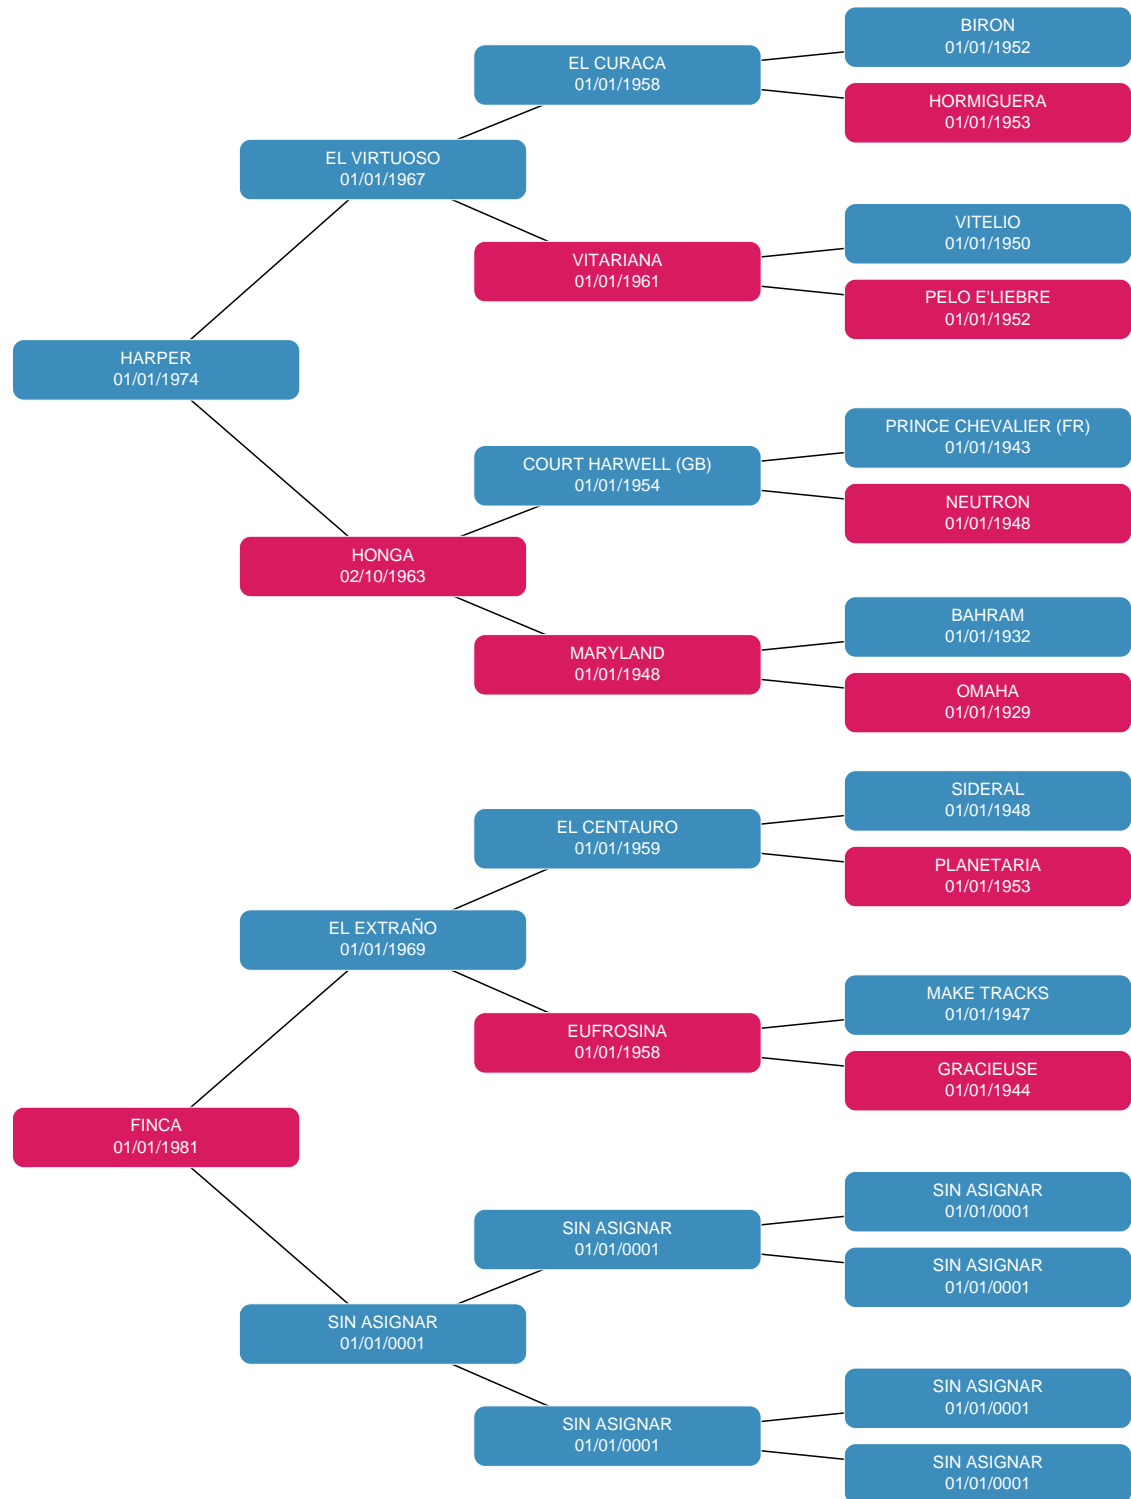 BIRON
01/01/1952
EL CURACA
01/01/1958
HORMIGUERA
01/01/1953
EL VIRTUOSO
01/01/1967
VITELIO
01/01/1950
VITARIANA
01/01/1961
PELO E'LIEBRE
01/01/1952
HARPER
01/01/1974
PRINCE CHEVALIER (FR)
01/01/1943
COURT HARWELL (GB)
01/01/1954
NEUTRON
01/01/1948
HONGA
02/10/1963
BAHRAM
01/01/1932
MARYLAND
01/01/1948
OMAHA
01/01/1929
SIDERAL
01/01/1948
EL CENTAURO
01/01/1959
PLANETARIA
01/01/1953
EL EXTRAÑO
01/01/1969
MAKE TRACKS
01/01/1947
EUFROSINA
01/01/1958
GRACIEUSE
01/01/1944
FINCA
01/01/1981
SIN ASIGNAR
01/01/0001
SIN ASIGNAR
01/01/0001
SIN ASIGNAR
01/01/0001
SIN ASIGNAR
01/01/0001
SIN ASIGNAR
01/01/0001
SIN ASIGNAR
01/01/0001
SIN ASIGNAR
01/01/0001